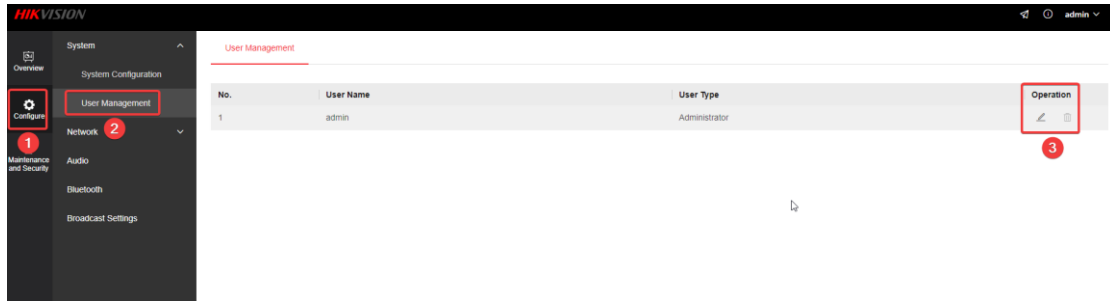 HIKVISION
admin
Overview
Configure
1
Maintenance
and Security
System
System Configuration
User Management
2
Network
Audio
Bluetooth
Broadcast Settings
User Management
No. User Name User Type Operation
1 admin Administrator
3